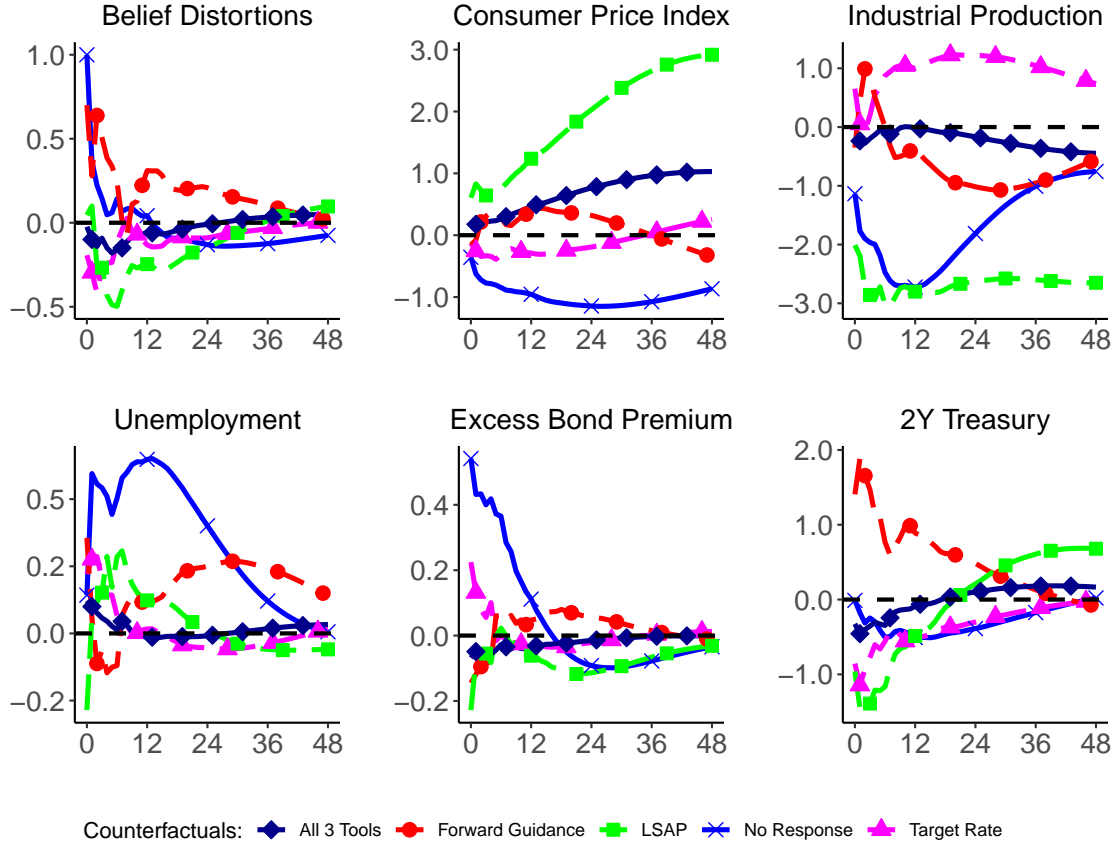 Belief Distortions Consumer Price Index Industrial Production
1.0
0.5
0.0
−0.5
0 12 24 36 48
3.0
2.0
1.0
0.0
−1.0
0 12 24 36 48
1.0
0.0
−1.0
−2.0
−3.0
0 12 24 36 48
Unemployment Excess Bond Premium 2Y Treasury
0.5
0.2
0.0
−0.2
0 12 24 36 48
0.4
0.2
0.0
−0.2
0 12 24 36 48
2.0
1.0
0.0
−1.0
0 12 24 36 48
Counterfactuals: All 3 Tools Forward Guidance LSAP No Response Target Rate